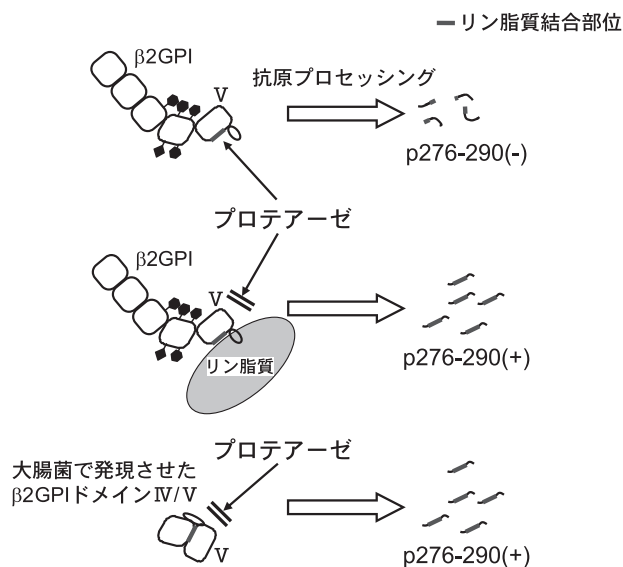 リン脂質結合部位
β2GPI
V
抗原プロセッシング
p276-290(-)
プロテアーゼ
β2GPI
V
リン脂質
p276-290(+)
プロテアーゼ
大腸菌で発現させた
β2GPIドメインⅣ/V
V
p276-290(+)